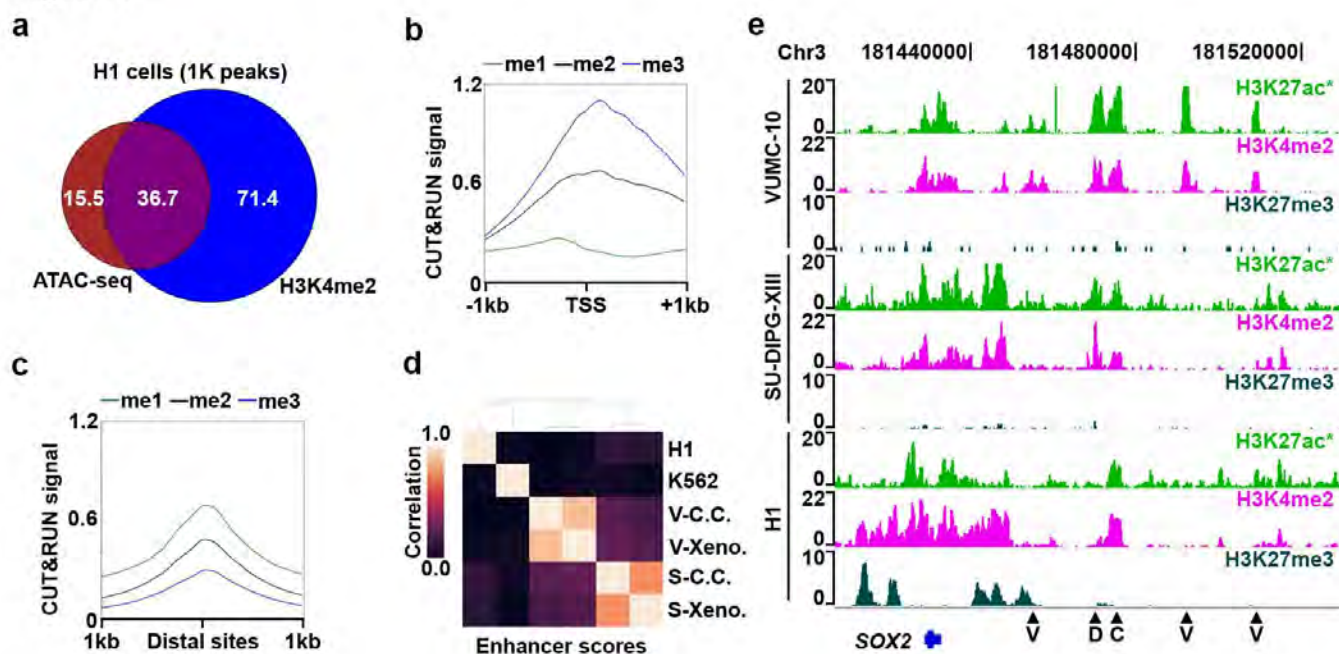 a
H1 cells (1K peaks)
15.5
36.7
71.4
ATAC-seq
H3K4me2
b
me1
me2
me3
CUT&RUN signal
1.2
0.6
0
-1kb
TSS
+1kb
c
me1
me2
me3
CUT&RUN signal
1.2
0.6
0
1kb
Distal sites
1kb
d
1.0
Correlation
0.0
H1
K562
V-C.C.
V-Xeno.
S-C.C.
S-Xeno.
Enhancer scores
e
Chr3
181440000|
181480000|
181520000|
VUMC-10
20
0
H3K27ac*
22
0
H3K4me2
10
0
H3K27me3
SU-DIPG-XIII
20
0
H3K27ac*
22
0
H3K4me2
10
0
H3K27me3
H1
20
0
H3K27ac*
22
0
H3K4me2
10
0
H3K27me3
SOX2
V
D
C
V
V